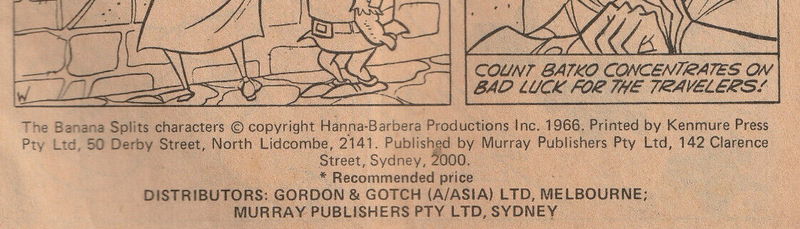 COUNT BATKO CONCENTRATES ON
BAD LUCK FOR THE TRAVELERS!
W
The Banana Splits characters © copyright Hanna-Barbera Productions Inc. 1966. Printed by Kenmure Press
Pty Ltd, 50 Derby Street, North Lidcombe, 2141. Published by Murray Publishers Pty Ltd, 142 Clarence
Street, Sydney, 2000.
* Recommended price
DISTRIBUTORS: GORDON & GOTCH (A/ASIA) LTD, MELBOURNE;
MURRAY PUBLISHERS PTY LTD, SYDNEY